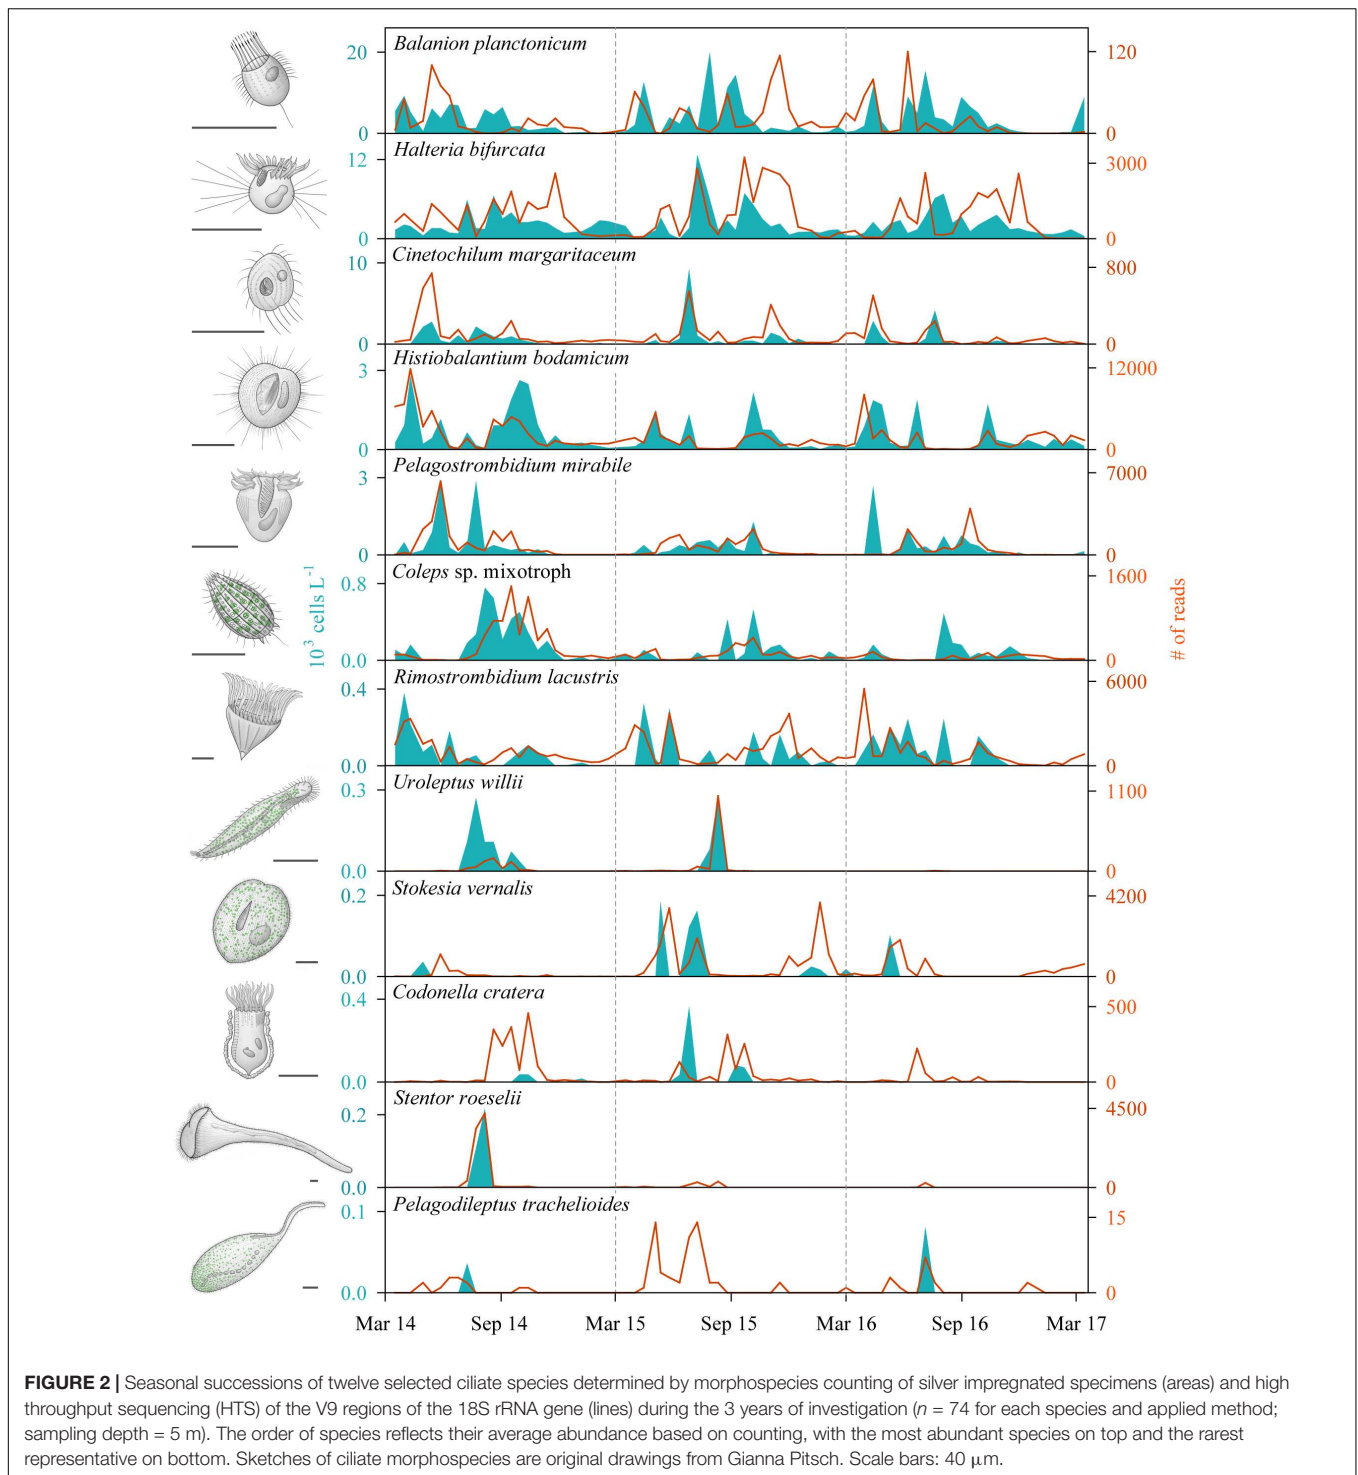 Balanion planctonicum
20
120
0
0
Halteria bifurcata
12
3000
0
0
Cinetochilum margaritaceum
10
800
0
0
Histiobalantium bodamicum
3
12000
0
0
Pelagostrombidium mirabile
3
7000
0
0
Coleps sp. mixotroph
0.8
1600
0.0
0
10³ cells L⁻¹
# of reads
Rimostrombidium lacustris
0.4
6000
0.0
0
Uroleptus willii
0.3
1100
0.0
0
Stokesia vernalis
0.2
4200
0.0
0
Codonella cratera
0.4
500
0.0
0
Stentor roeselii
0.2
4500
0.0
0
Pelagodileptus trachelioides
0.1
15
0.0
0
Mar 14 Sep 14 Mar 15 Sep 15 Mar 16 Sep 16 Mar 17
FIGURE 2 | Seasonal successions of twelve selected ciliate species determined by morphospecies counting of silver impregnated specimens (areas) and high
throughput sequencing (HTS) of the V9 regions of the 18S rRNA gene (lines) during the 3 years of investigation (n = 74 for each species and applied method;
sampling depth = 5 m). The order of species reflects their average abundance based on counting, with the most abundant species on top and the rarest
representative on bottom. Sketches of ciliate morphospecies are original drawings from Gianna Pitsch. Scale bars: 40 μm.